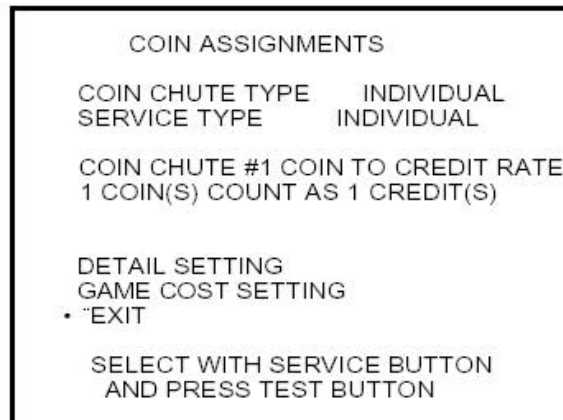 COIN ASSIGNMENTS
COIN CHUTE TYPE INDIVIDUAL
SERVICE TYPE INDIVIDUAL
COIN CHUTE #1 COIN TO CREDIT RATE
1 COIN(S) COUNT AS 1 CREDIT(S)
DETAIL SETTING
GAME COST SETTING
• ¨EXIT
SELECT WITH SERVICE BUTTON
AND PRESS TEST BUTTON